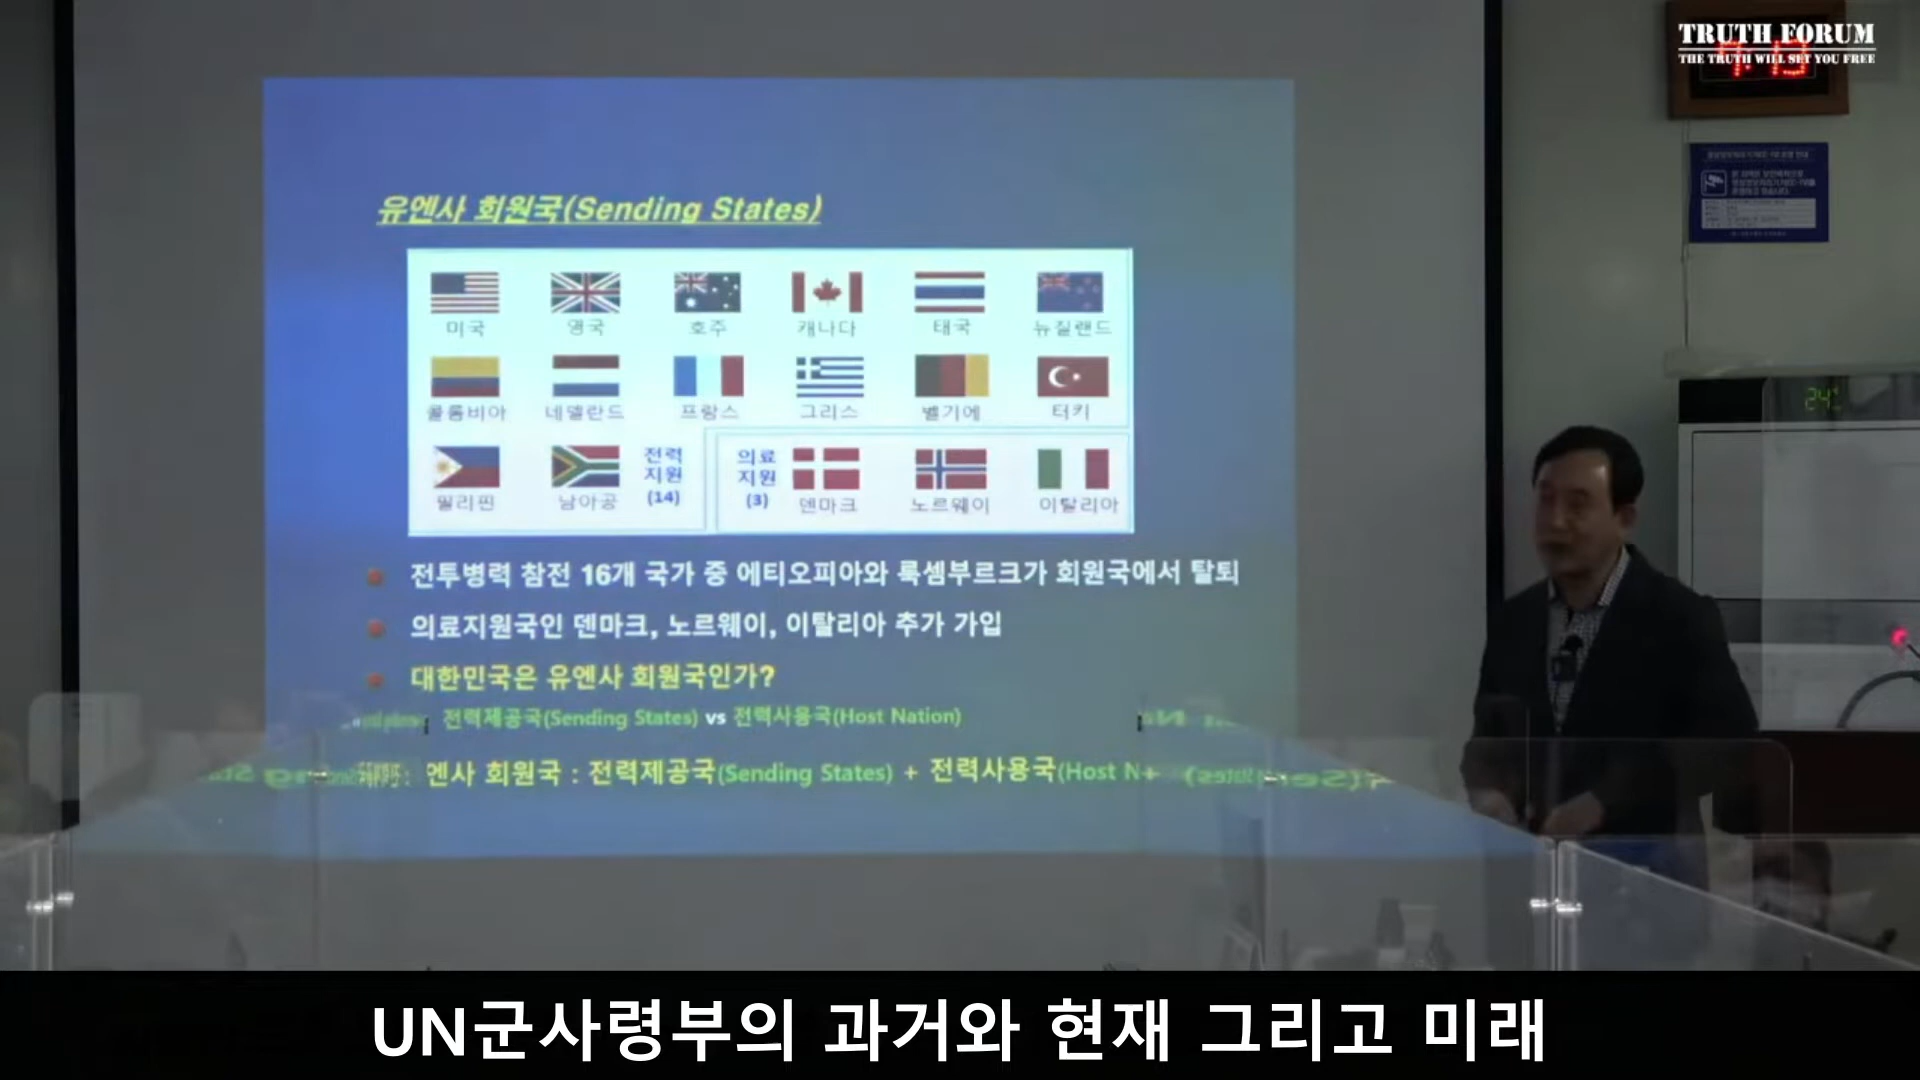 TRUTH FORUM
THE TRUTH WILL SET YOU FREE
유엔사 회원국(Sending States)
미국 영국 호주 캐나다 태국 뉴질랜드
콜롬비아 네델란드 프랑스 그리스 벨기에 터키
필리핀 남아공 전력 지원 (14) 의료 지원 (3) 덴마크 노르웨이 이탈리아
전투병력 참전 16개 국가 중 에티오피아와 룩셈부르크가 회원국에서 탈퇴
의료지원국인 덴마크, 노르웨이, 이탈리아 추가 가입
대한민국은 유엔사 회원국인가?
전력제공국(Sending States) vs 전력사용국(Host Nation)
엔사 회원국 : 전력제공국(Sending States) + 전력사용국(Host N
24
UN군사령부의 과거와 현재 그리고 미래